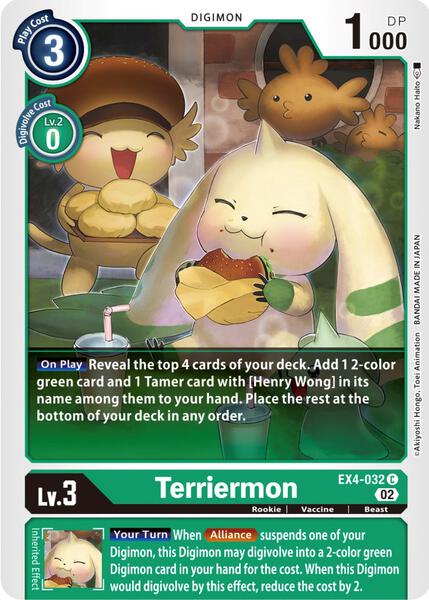 DIGIMON
Play Cost
3
DP
1000
Digivolve Cost
Lv.2
0
Nakano Haito
©Akiyoshi Hongo, Toei Animation BANDAI MADE IN JAPAN
On Play Reveal the top 4 cards of your deck. Add 1 2-color
green card and 1 Tamer card with [Henry Wong] in its
name among them to your hand. Place the rest at the
bottom of your deck in any order.
EX4-032 C
Lv.3
Terriermon
02
Rookie | Vaccine | Beast
Inherited Effect
Your Turn When Alliance suspends one of your
Digimon, this Digimon may digivolve into a 2-color green
Digimon card in your hand for the cost. When this Digimon
would digivolve by this effect, reduce the cost by 2.